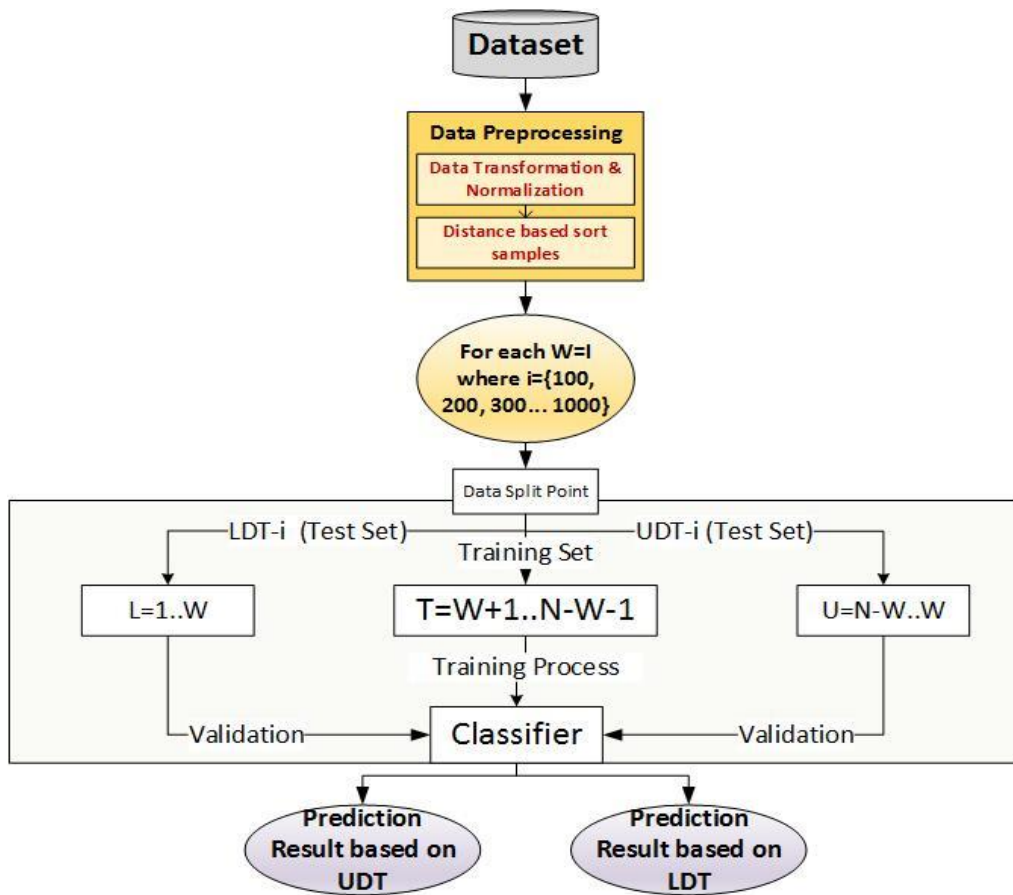 Dataset
Data Preprocessing
Data Transformation &
Normalization
Distance based sort
samples
For each W=I
where i={100,
200, 300... 1000}
Data Split Point
LDT-i (Test Set)
UDT-i (Test Set)
Training Set
L=1..W
T=W+1..N-W-1
U=N-W..W
Training Process
Validation
Classifier
Validation
Prediction
Result based on
UDT
Prediction
Result based on
LDT